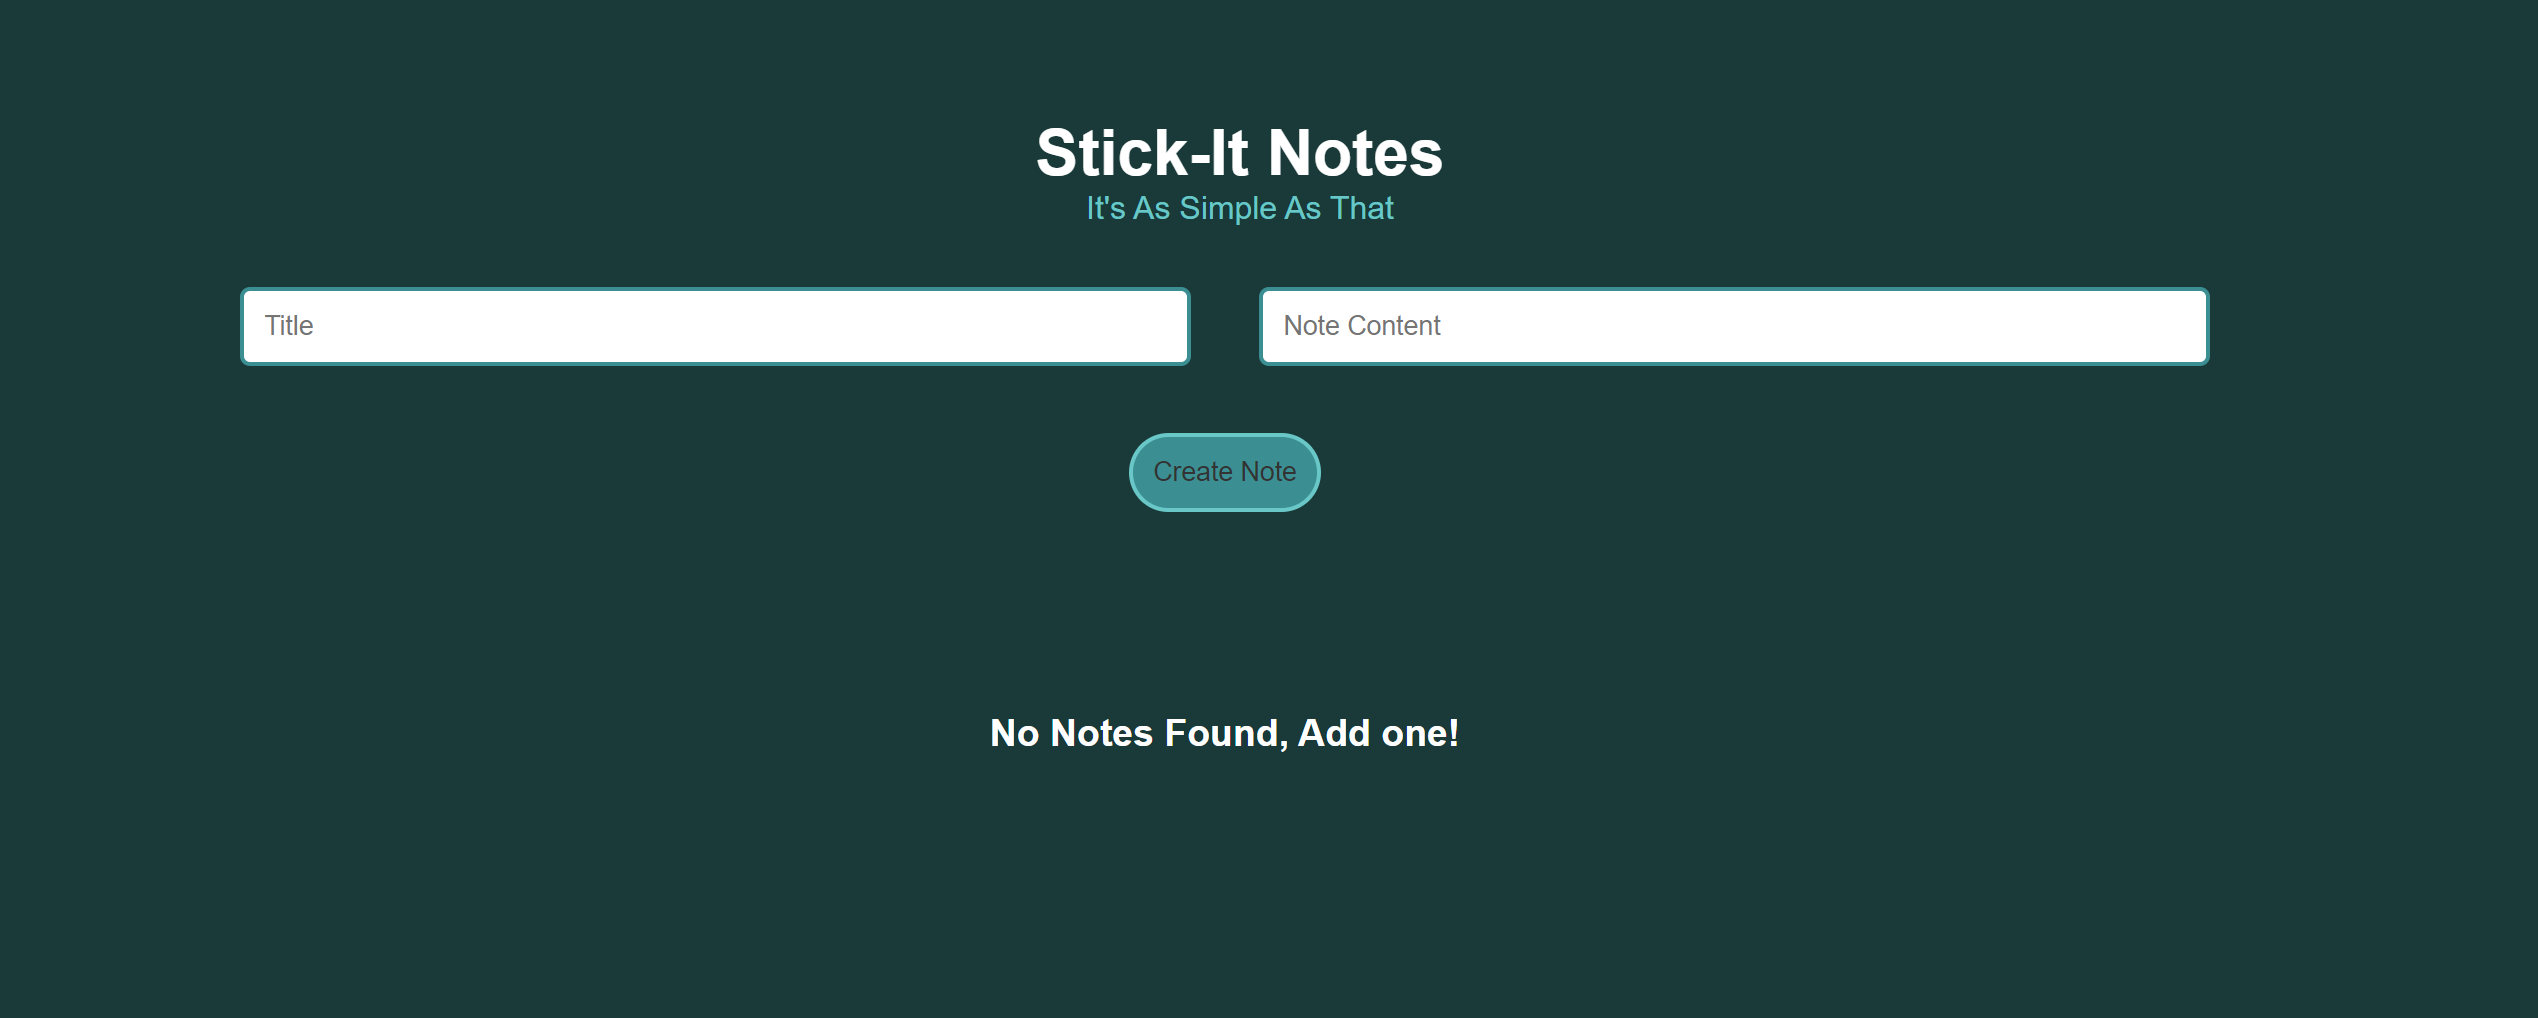 Stick-It Notes
It's As Simple As That
Title
Note Content
Create Note
No Notes Found, Add one!